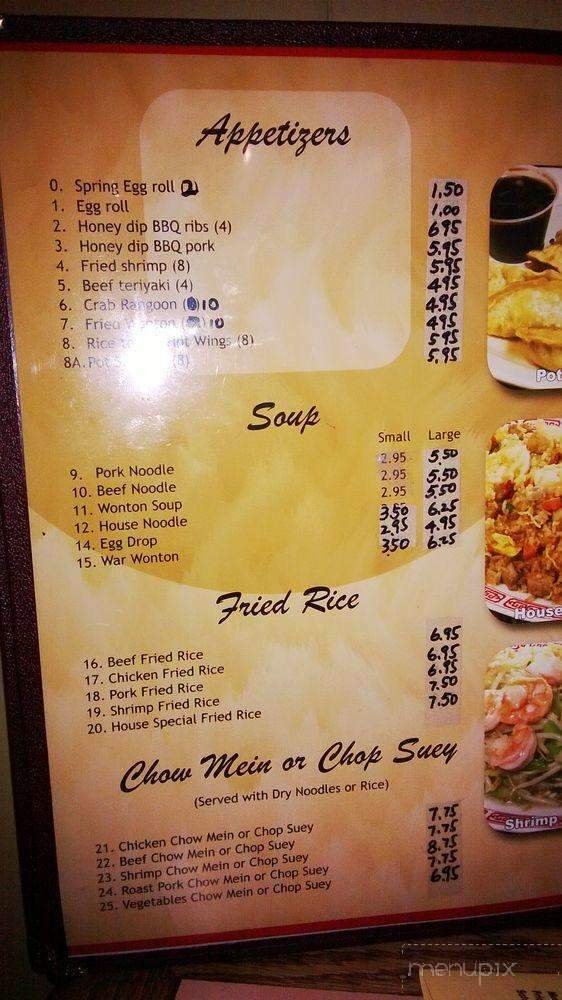 Appetizers
0. Spring Egg roll 2 1.50
1. Egg roll 1.00
2. Honey dip BBQ ribs (4) 6.95
3. Honey dip BBQ pork 5.95
4. Fried shrimp (8) 5.95
5. Beef teriyaki (4) 4.95
6. Crab Rangoon 10 4.95
7. Fried Wonton 10 4.95
8. Rice Hot Wings (8) 5.95
8A. Pot (8) 5.95
Soup
Small Large
9. Pork Noodle 2.95 5.50
10. Beef Noodle 2.95 5.50
11. Wonton Soup 2.95 5.50
12. House Noodle 3.50 6.25
14. Egg Drop 2.95 4.95
15. War Wonton 3.50 6.25
Fried Rice
16. Beef Fried Rice 6.95
17. Chicken Fried Rice 6.95
18. Pork Fried Rice 6.95
19. Shrimp Fried Rice 7.50
20. House Special Fried Rice 7.50
Chow Mein or Chop Suey
(Served with Dry Noodles or Rice)
21. Chicken Chow Mein or Chop Suey 7.75
22. Beef Chow Mein or Chop Suey 7.75
23. Shrimp Chow Mein or Chop Suey 8.75
24. Roast Pork Chow Mein or Chop Suey 7.75
25. Vegetables Chow Mein or Chop Suey 6.95
Pot
House
Shrimp
menupix